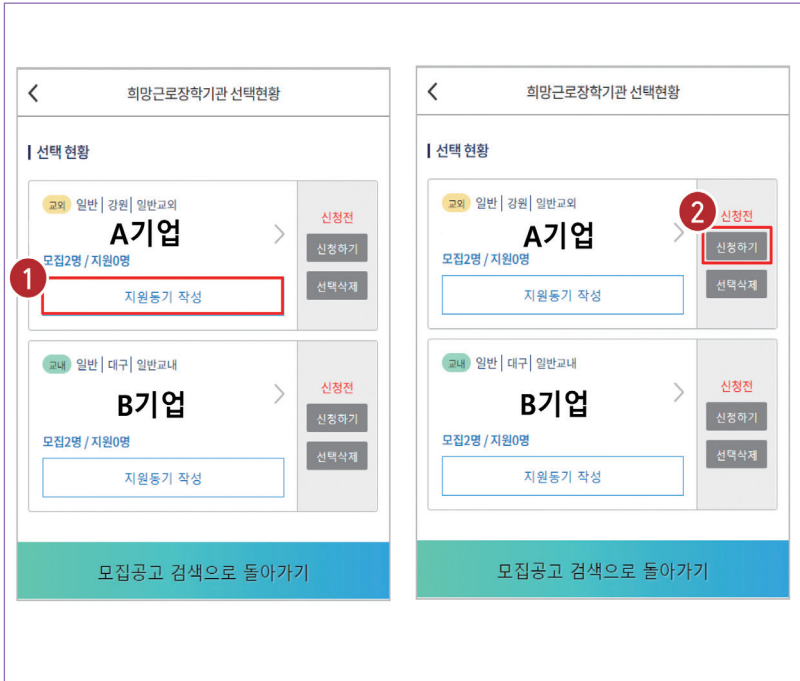 희망근로장학기관 선택현황
선택 현황
교외 일반 | 강원 | 일반교외
A기업
신청전
신청하기
선택삭제
모집2명 / 지원0명
1
지원동기 작성
교내 일반 | 대구 | 일반교내
B기업
신청전
신청하기
선택삭제
모집2명 / 지원0명
지원동기 작성
모집공고 검색으로 돌아가기
희망근로장학기관 선택현황
선택 현황
교외 일반 | 강원 | 일반교외
A기업
2
신청전
신청하기
선택삭제
모집2명 / 지원0명
지원동기 작성
교내 일반 | 대구 | 일반교내
B기업
신청전
신청하기
선택삭제
모집2명 / 지원0명
지원동기 작성
모집공고 검색으로 돌아가기